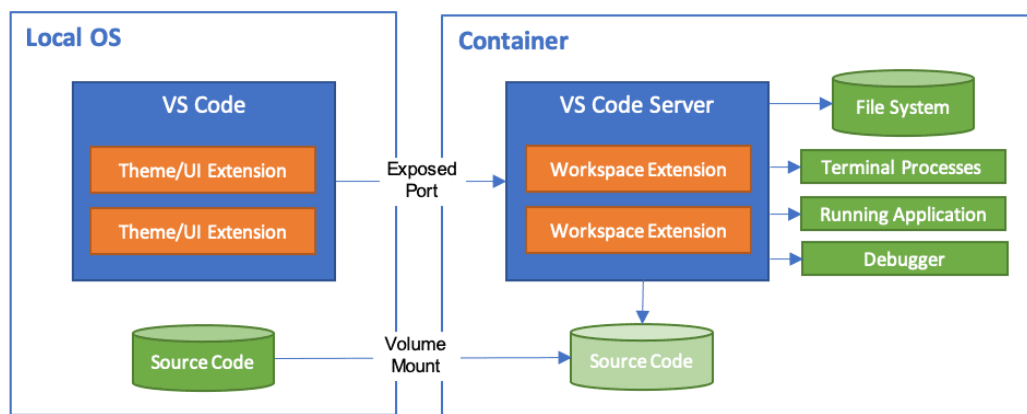 Local OS
VS Code
Theme/UI Extension
Theme/UI Extension
Source Code
Exposed
Port
Volume
Mount
Container
VS Code Server
Workspace Extension
Workspace Extension
Source Code
File System
Terminal Processes
Running Application
Debugger